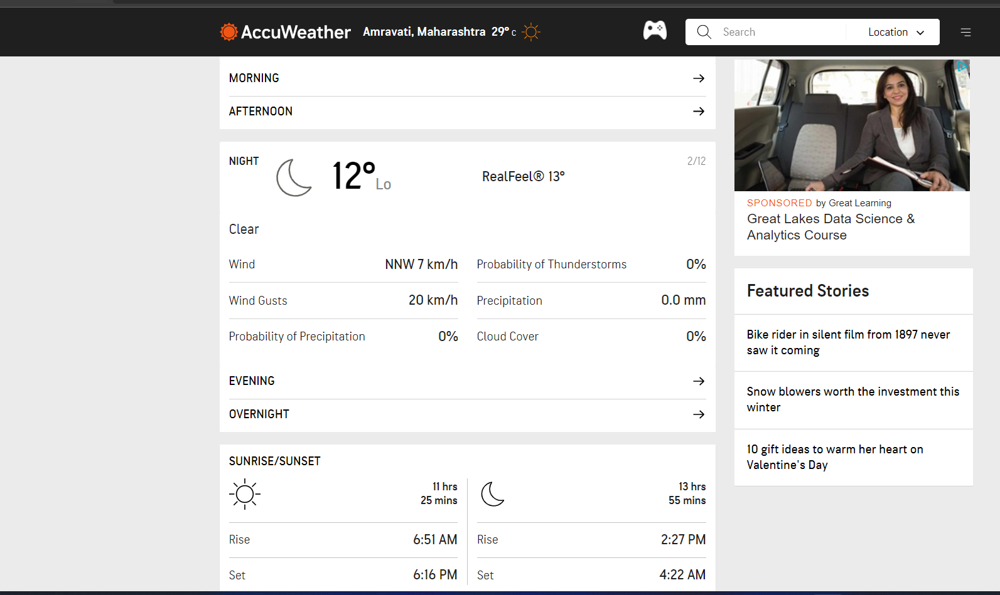 AccuWeather Amravati, Maharashtra 29° C Search Location
MORNING
AFTERNOON
NIGHT 12° Lo RealFeel® 13° 2/12
Clear
Wind NNW 7 km/h Probability of Thunderstorms 0%
Wind Gusts 20 km/h Precipitation 0.0 mm
Probability of Precipitation 0% Cloud Cover 0%
EVENING
OVERNIGHT
SUNRISE/SUNSET
11 hrs
25 mins
Rise 6:51 AM
Set 6:16 PM
13 hrs
55 mins
Rise 2:27 PM
Set 4:22 AM
SPONSORED by Great Learning
Great Lakes Data Science &
Analytics Course
Featured Stories
Bike rider in silent film from 1897 never
saw it coming
Snow blowers worth the investment this
winter
10 gift ideas to warm her heart on
Valentine's Day